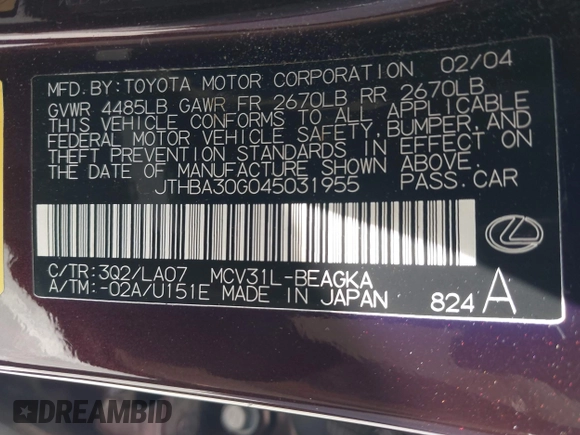 MFD. BY:TOYOTA MOTOR CORPORATION 02/04
GVWR 4485LB GAWR FR 2670LB RR 2670LB
THIS VEHICLE CONFORMS TO ALL APPLICABLE
FEDERAL MOTOR VEHICLE SAFETY, BUMPER, AND
THEFT PREVENTION STANDARDS IN EFFECT ON
THE DATE OF MANUFACTURE SHOWN ABOVE.
JTHBA30G045031955 PASS.CAR
C/TR:3Q2/LA07 MCV31L-BEAGKA
A/TM:-02A/U151E MADE IN JAPAN 824 A
DREAMBID